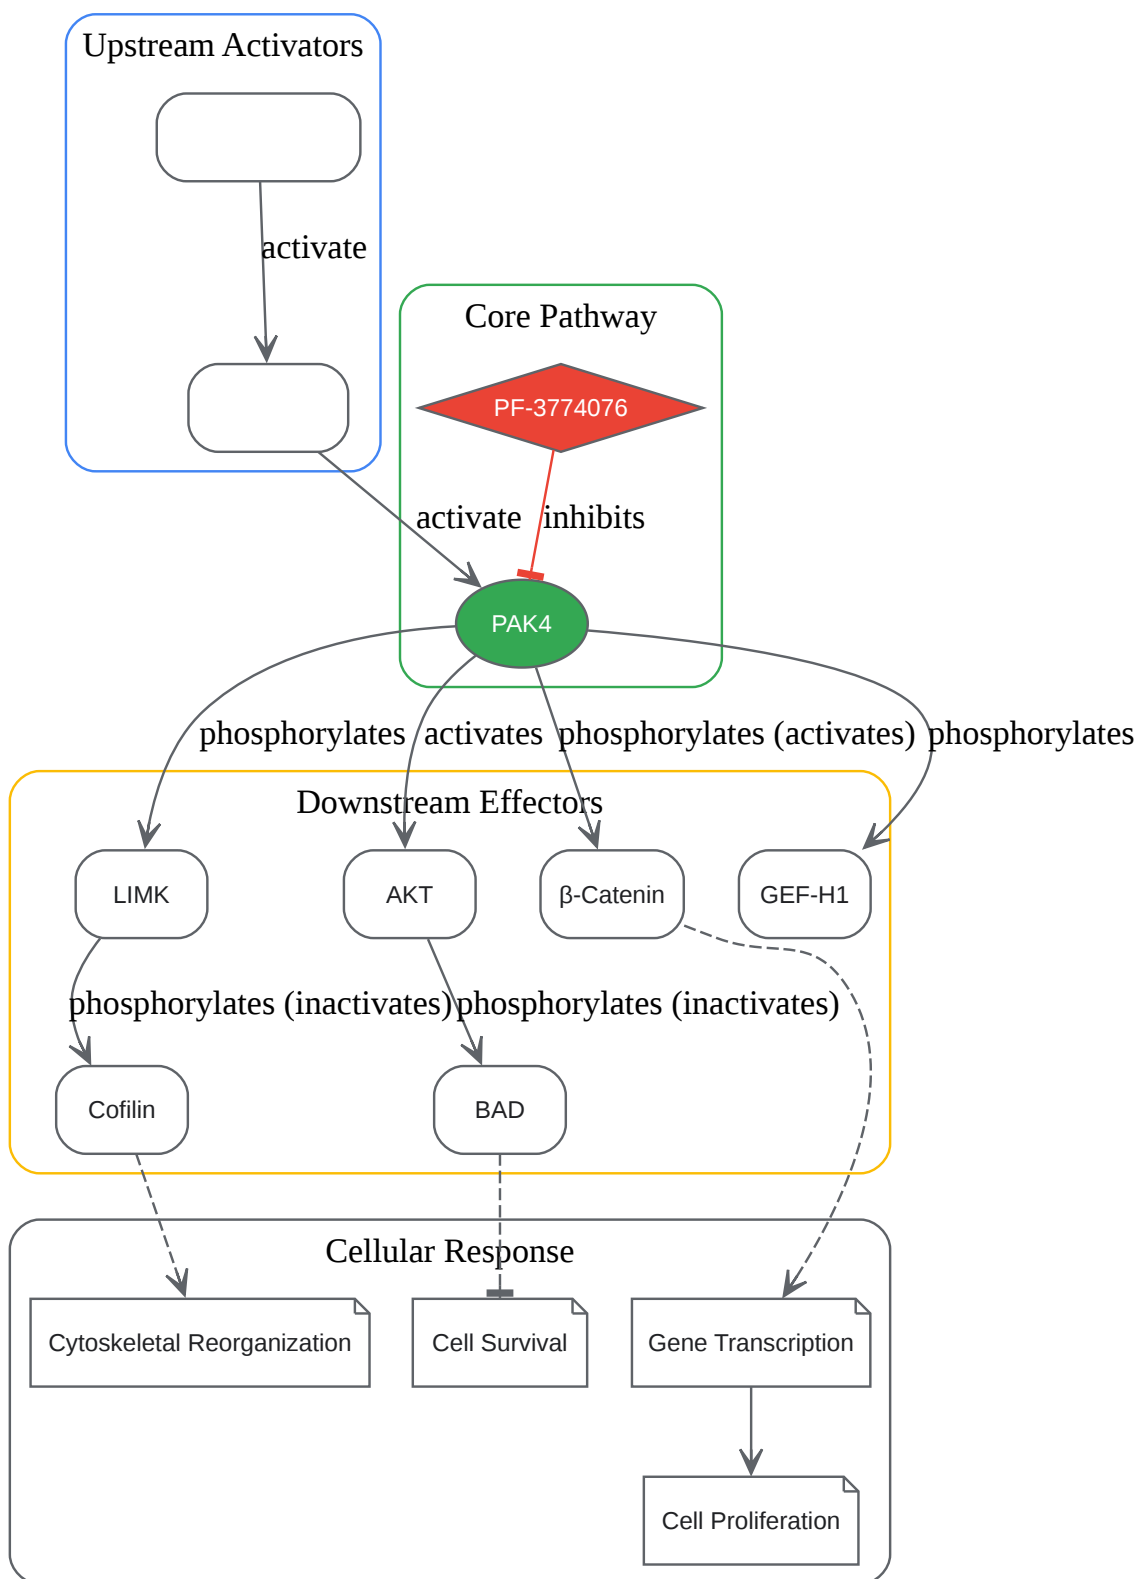 Upstream Activators
activate
Core Pathway
PF-3774076
activate
inhibits
PAK4
phosphorylates
activates
phosphorylates (activates)
phosphorylates
Downstream Effectors
LIMK
AKT
β-Catenin
GEF-H1
phosphorylates (inactivates)
phosphorylates (inactivates)
Cofilin
BAD
Cellular Response
Cytoskeletal Reorganization
Cell Survival
Gene Transcription
Cell Proliferation